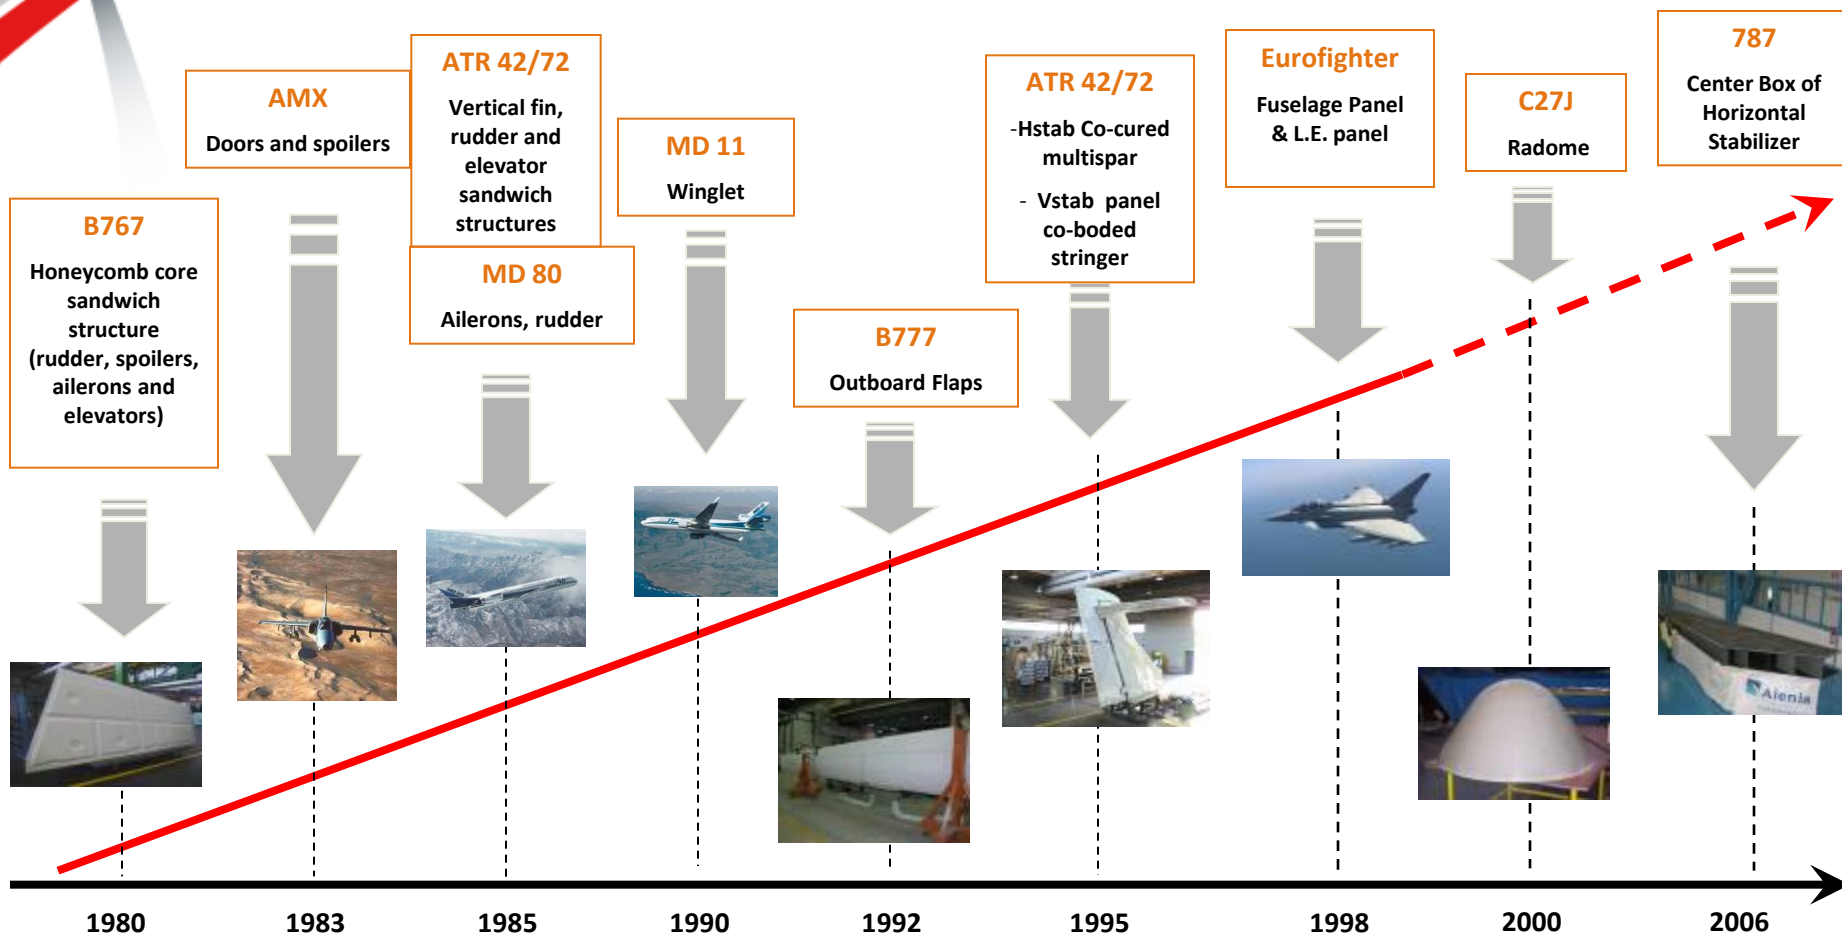 B767
Honeycomb core
sandwich
structure
(rudder, spoilers,
ailerons and
elevators)
AMX
Doors and spoilers
ATR 42/72
Vertical fin,
rudder and
elevator
sandwich
structures
MD 80
Ailerons, rudder
MD 11
Winglet
B777
Outboard Flaps
ATR 42/72
-Hstab Co-cured
multispar
- Vstab panel
co-boded
stringer
Eurofighter
Fuselage Panel
& L.E. panel
C27J
Radome
787
Center Box of
Horizontal
Stabilizer
Alenia
1980
1983
1985
1990
1992
1995
1998
2000
2006